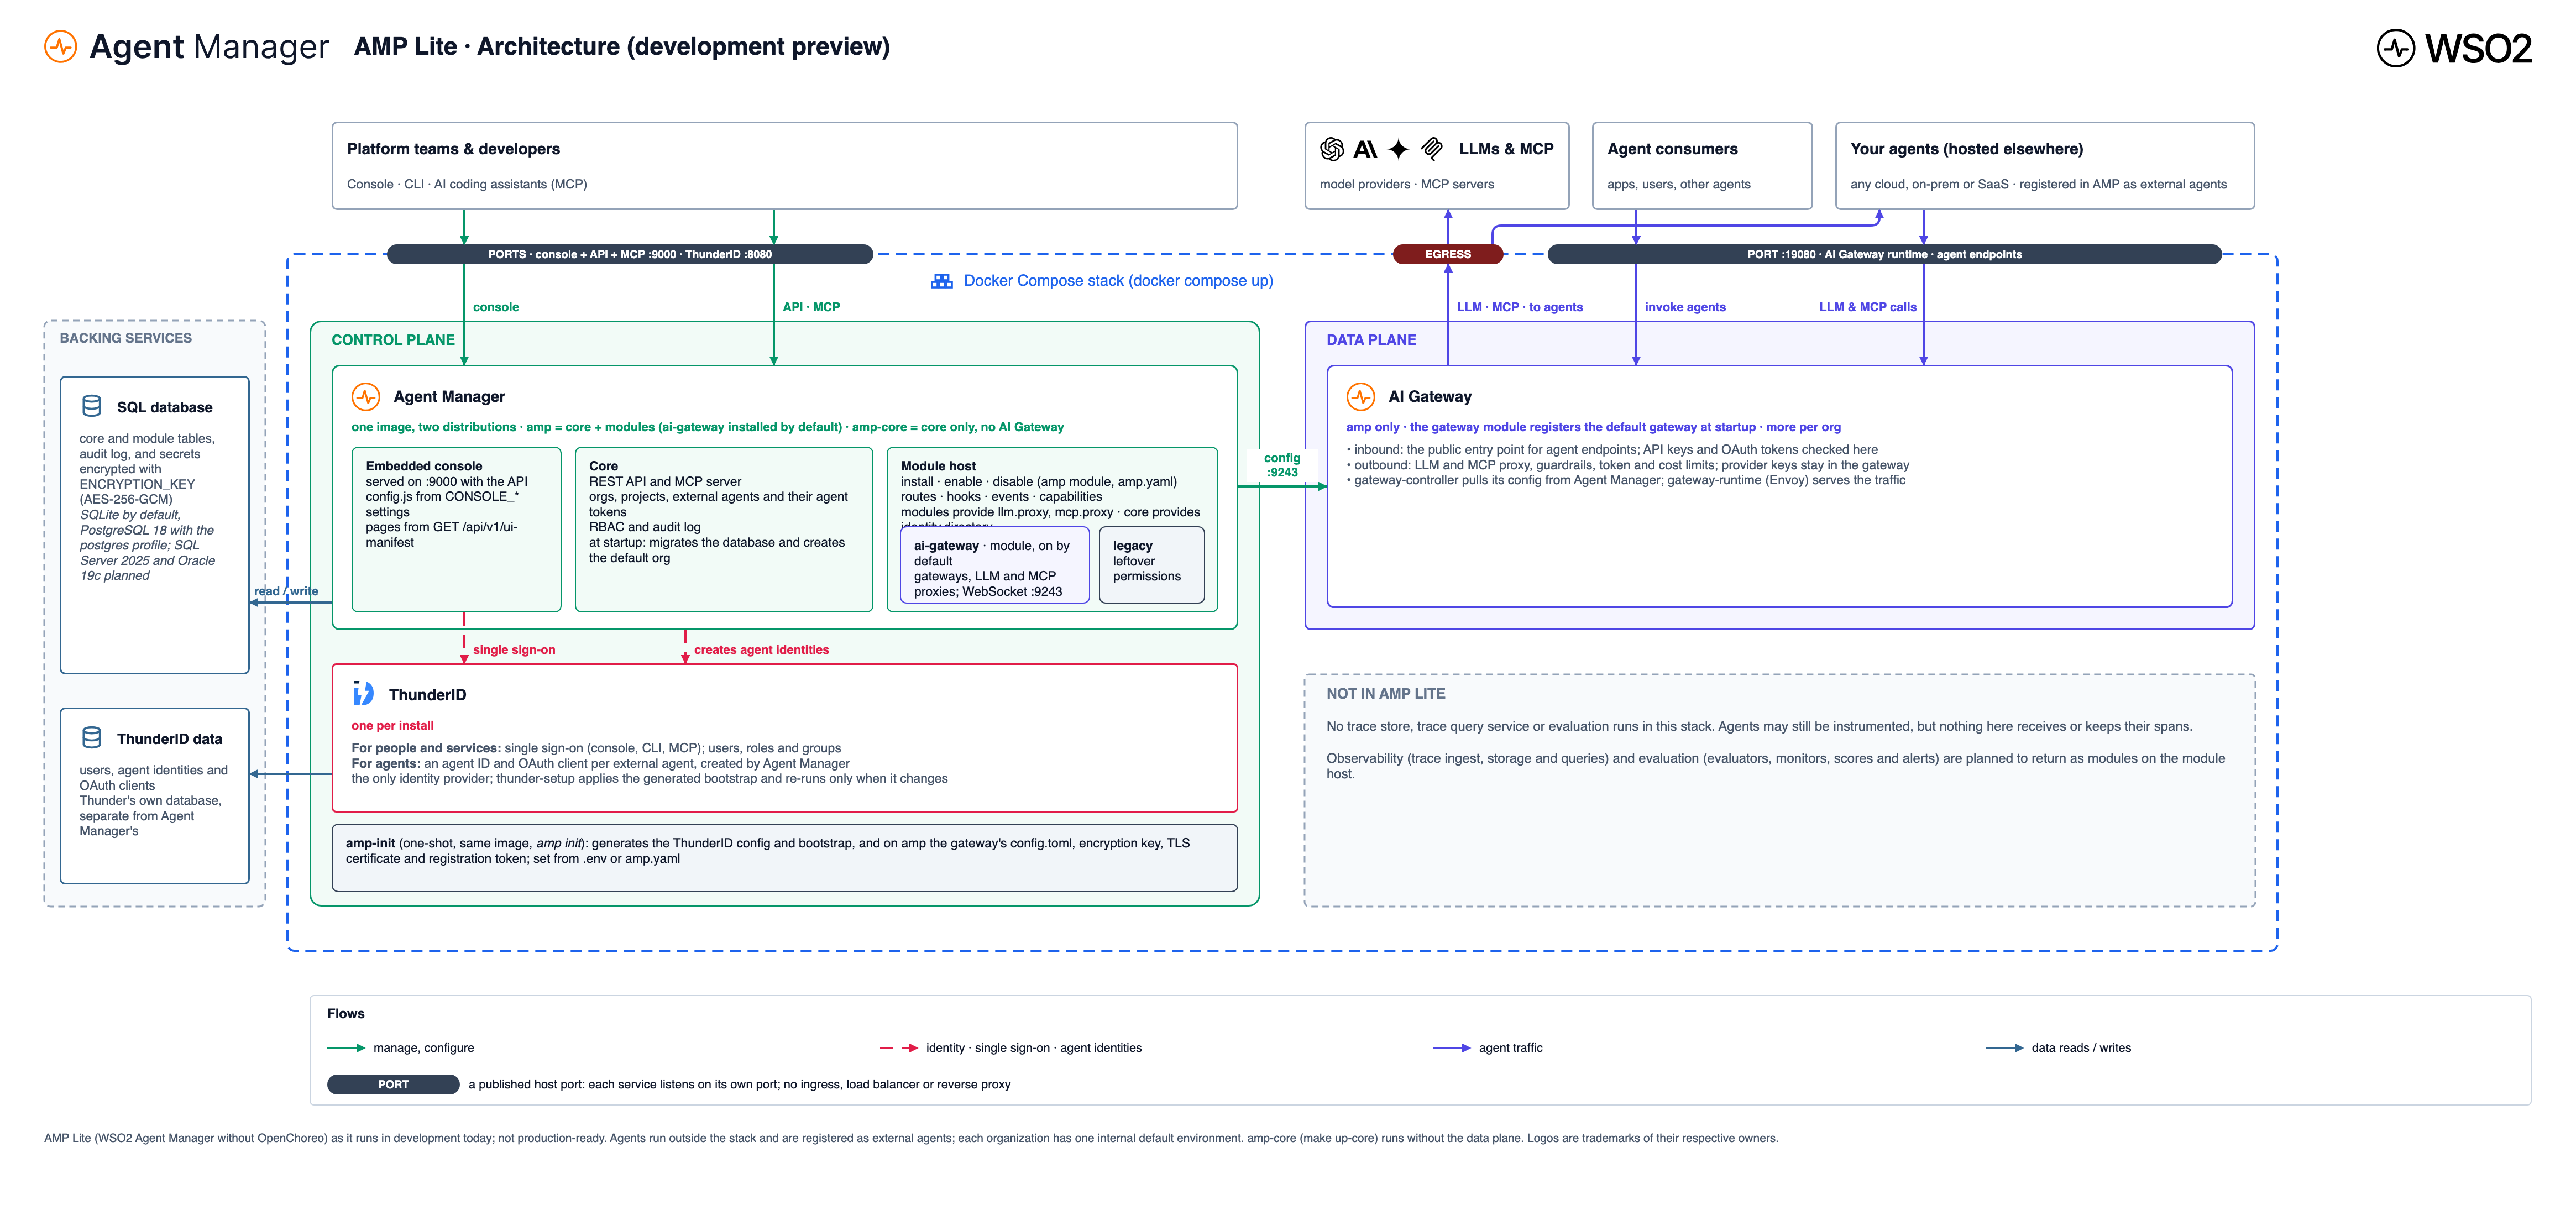 Agent Manager
AMP Lite · Architecture (development preview)
WSO2
Platform teams & developers
Console · CLI · AI coding assistants (MCP)
LLMs & MCP
model providers · MCP servers
Agent consumers
apps, users, other agents
Your agents (hosted elsewhere)
any cloud, on-prem or SaaS · registered in AMP as external agents
PORTS · console + API + MCP :9000 · ThunderID :8080
EGRESS
PORT :19080 · AI Gateway runtime · agent endpoints
Docker Compose stack (docker compose up)
console
API · MCP
LLM · MCP · to agents
invoke agents
LLM & MCP calls
BACKING SERVICES
SQL database
core and module tables,
audit log, and secrets
encrypted with
ENCRYPTION_KEY
(AES-256-GCM)
SQLite by default,
PostgreSQL 18 with the
postgres profile; SQL
Server 2025 and Oracle
19c planned
read / write
ThunderID data
users, agent identities and
OAuth clients
Thunder's own database,
separate from Agent
Manager's
CONTROL PLANE
Agent Manager
one image, two distributions · amp = core + modules (ai-gateway installed by default) · amp-core = core only, no AI Gateway
Embedded console
served on :9000 with the API
config.js from CONSOLE_*
settings
pages from GET /api/v1/ui-
manifest
Core
REST API and MCP server
orgs, projects, external agents and their agent
tokens
RBAC and audit log
at startup: migrates the database and creates
the default org
Module host
install · enable · disable (amp module, amp.yaml)
routes · hooks · events · capabilities
modules provide llm.proxy, mcp.proxy · core provides
identity.directory
ai-gateway · module, on by
default
gateways, LLM and MCP
proxies; WebSocket :9243
legacy
leftover
permissions
config
:9243
single sign-on
creates agent identities
ThunderID
one per install
For people and services: single sign-on (console, CLI, MCP); users, roles and groups
For agents: an agent ID and OAuth client per external agent, created by Agent Manager
the only identity provider; thunder-setup applies the generated bootstrap and re-runs only when it changes
amp-init (one-shot, same image, amp init): generates the ThunderID config and bootstrap, and on amp the gateway's config.toml, encryption key, TLS
certificate and registration token; set from .env or amp.yaml
DATA PLANE
AI Gateway
amp only · the gateway module registers the default gateway at startup · more per org
• inbound: the public entry point for agent endpoints; API keys and OAuth tokens checked here
• outbound: LLM and MCP proxy, guardrails, token and cost limits; provider keys stay in the gateway
• gateway-controller pulls its config from Agent Manager; gateway-runtime (Envoy) serves the traffic
NOT IN AMP LITE
No trace store, trace query service or evaluation runs in this stack. Agents may still be instrumented, but nothing here receives or keeps their spans.
Observability (trace ingest, storage and queries) and evaluation (evaluators, monitors, scores and alerts) are planned to return as modules on the module
host.
Flows
manage, configure
identity · single sign-on · agent identities
agent traffic
data reads / writes
PORT
a published host port: each service listens on its own port; no ingress, load balancer or reverse proxy
AMP Lite (WSO2 Agent Manager without OpenChoreo) as it runs in development today; not production-ready. Agents run outside the stack and are registered as external agents; each organization has one internal default environment. amp-core (make up-core) runs without the data plane. Logos are trademarks of their respective owners.